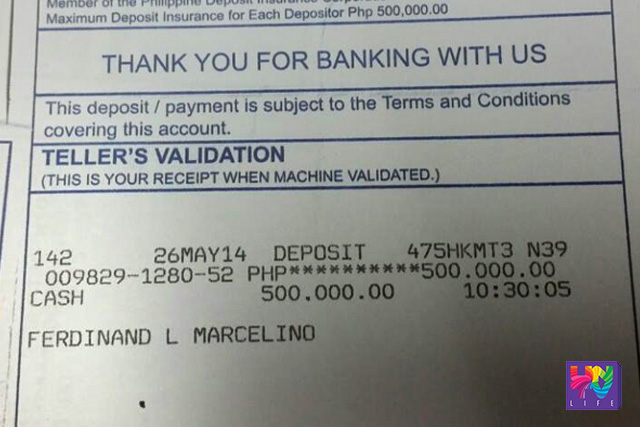 Member of the Philippine Deposit Insurance
Maximum Deposit Insurance for Each Depositor Php 500,000.00
THANK YOU FOR BANKING WITH US
This deposit / payment is subject to the Terms and Conditions
covering this account.
TELLER'S VALIDATION
(THIS IS YOUR RECEIPT WHEN MACHINE VALIDATED.)
142 26MAY14 DEPOSIT 475HKMT3 N39
009829-1280-52 PHP**********500.000.00
CASH 500.000.00 10:30:05
FERDINAND L MARCELINO
LIFE